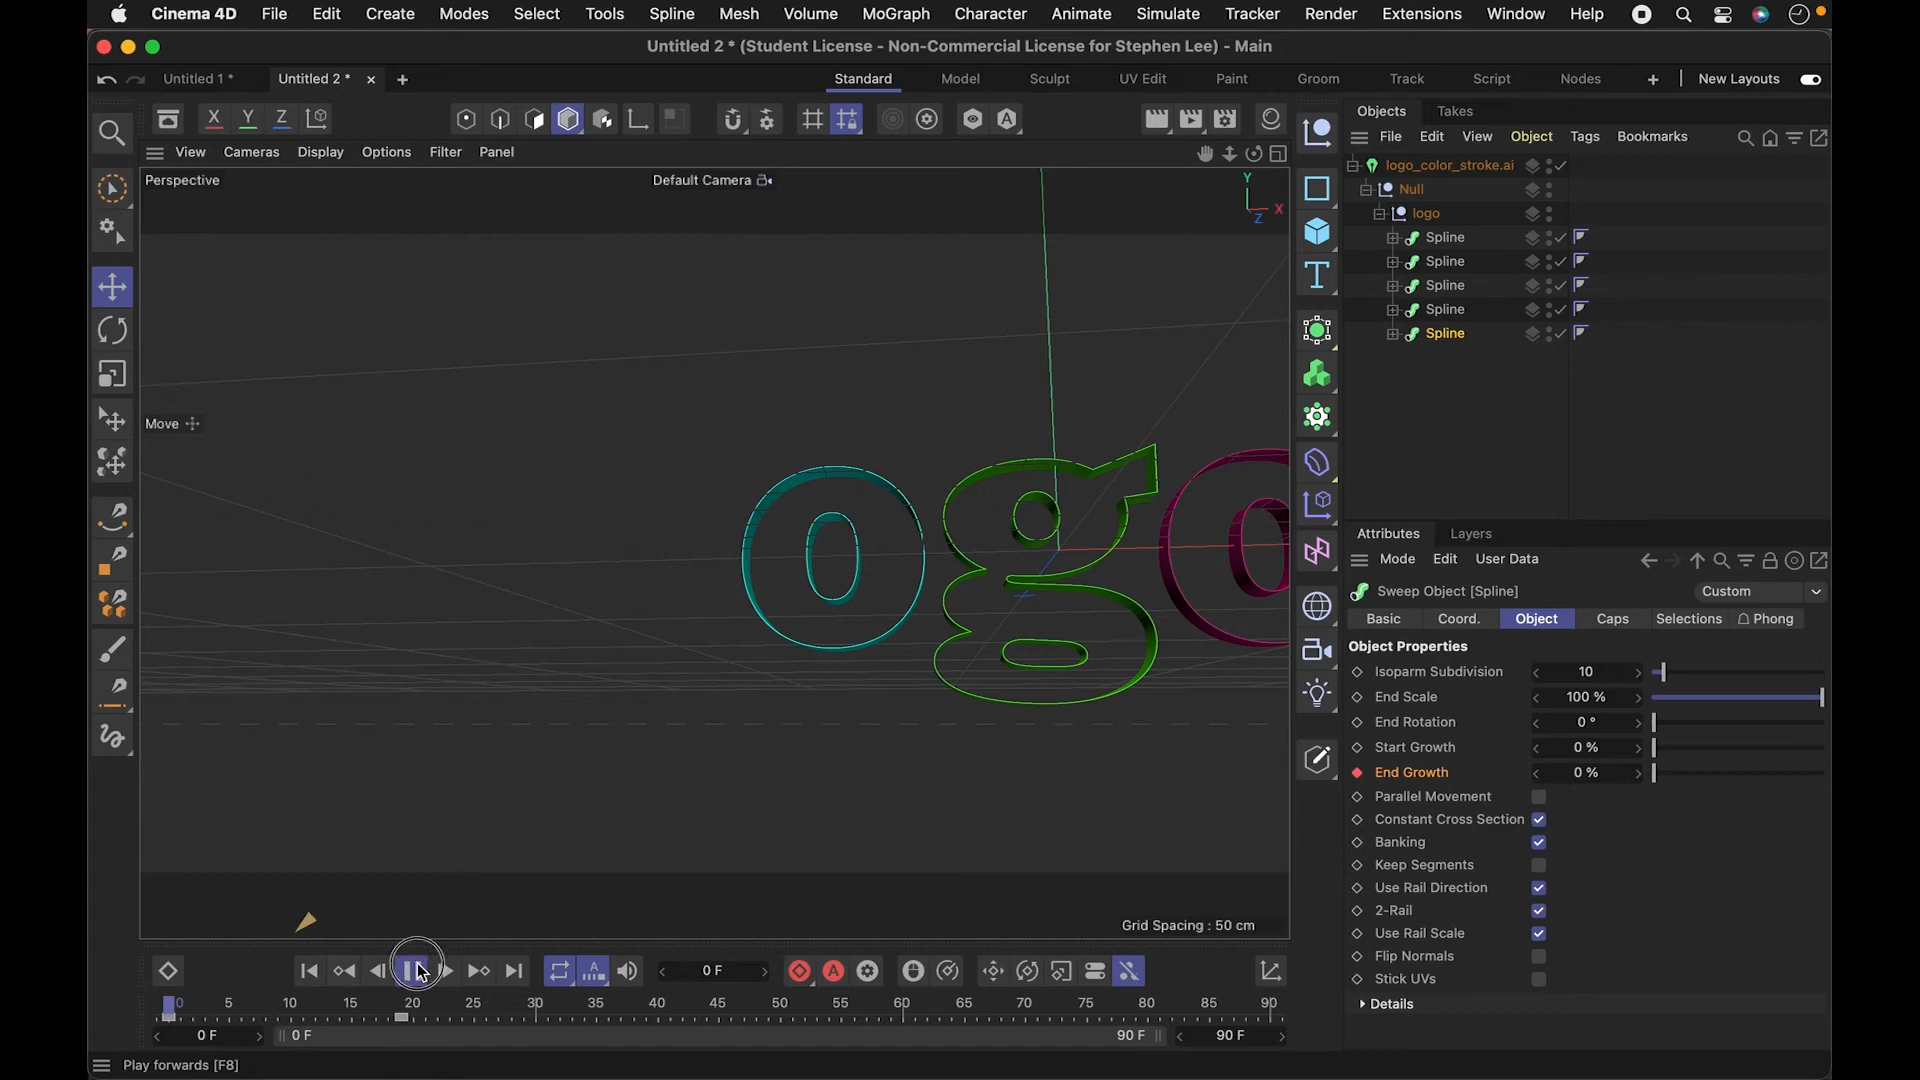 Cinema 4D File Edit Create Modes Select Tools Spline Mesh Volume MoGraph Character Animate Simulate Tracker Render Extensions Window Help
Untitled 2 * (Student License - Non-Commercial License for Stephen Lee) - Main
Untitled 1 * Untitled 2 * Standard Model Sculpt UV Edit Paint Groom Track Script Nodes New Layouts
X Y Z
Objects Takes
File Edit View Object Tags Bookmarks
View Cameras Display Options Filter Panel
Perspective Default Camera
Y
X
Z
logo_color_stroke.ai
Null
logo
Spline
Spline
Spline
Spline
Spline
Move
ogo
Attributes Layers
Mode Edit User Data
Sweep Object [Spline] Custom
Basic Coord. Object Caps Selections Phong
Object Properties
Isoparm Subdivision 10
End Scale 100 %
End Rotation 0 °
Start Growth 0 %
End Growth 0 %
Parallel Movement
Constant Cross Section
Banking
Keep Segments
Use Rail Direction
2-Rail
Use Rail Scale
Flip Normals
Stick UVs
Details
Grid Spacing : 50 cm
0 F
0 5 10 15 20 25 30 35 40 45 50 55 60 65 70 75 80 85 90
0 F 0 F 90 F 90 F
Play forwards [F8]